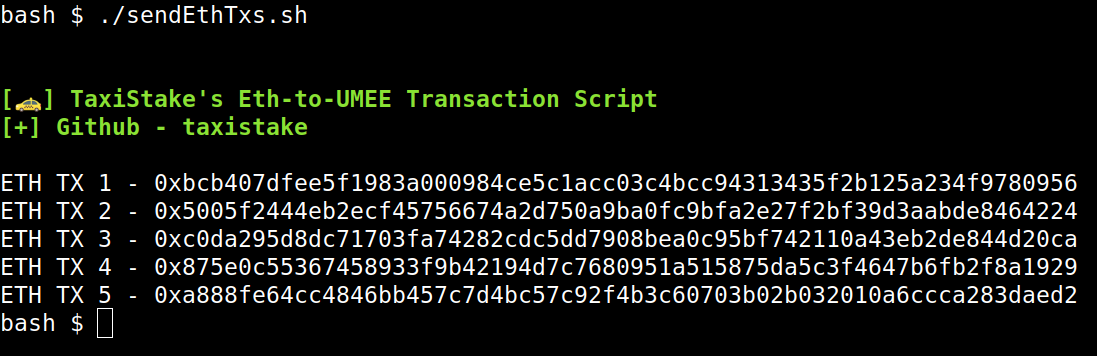 bash $ ./sendEthTxs.sh
[🚕] TaxiStake's Eth-to-UMEE Transaction Script
[+] Github - taxistake
ETH TX 1 - 0xbcb407dfee5f1983a000984ce5c1acc03c4bcc94313435f2b125a234f9780956
ETH TX 2 - 0x5005f2444eb2ecf45756674a2d750a9ba0fc9bfa2e27f2bf39d3aabde8464224
ETH TX 3 - 0xc0da295d8dc71703fa74282cdc5dd7908bea0c95bf742110a43eb2de844d20ca
ETH TX 4 - 0x875e0c55367458933f9b42194d7c7680951a515875da5c3f4647b6fb2f8a1929
ETH TX 5 - 0xa888fe64cc4846bb457c7d4bc57c92f4b3c60703b02b032010a6ccca283daed2
bash $